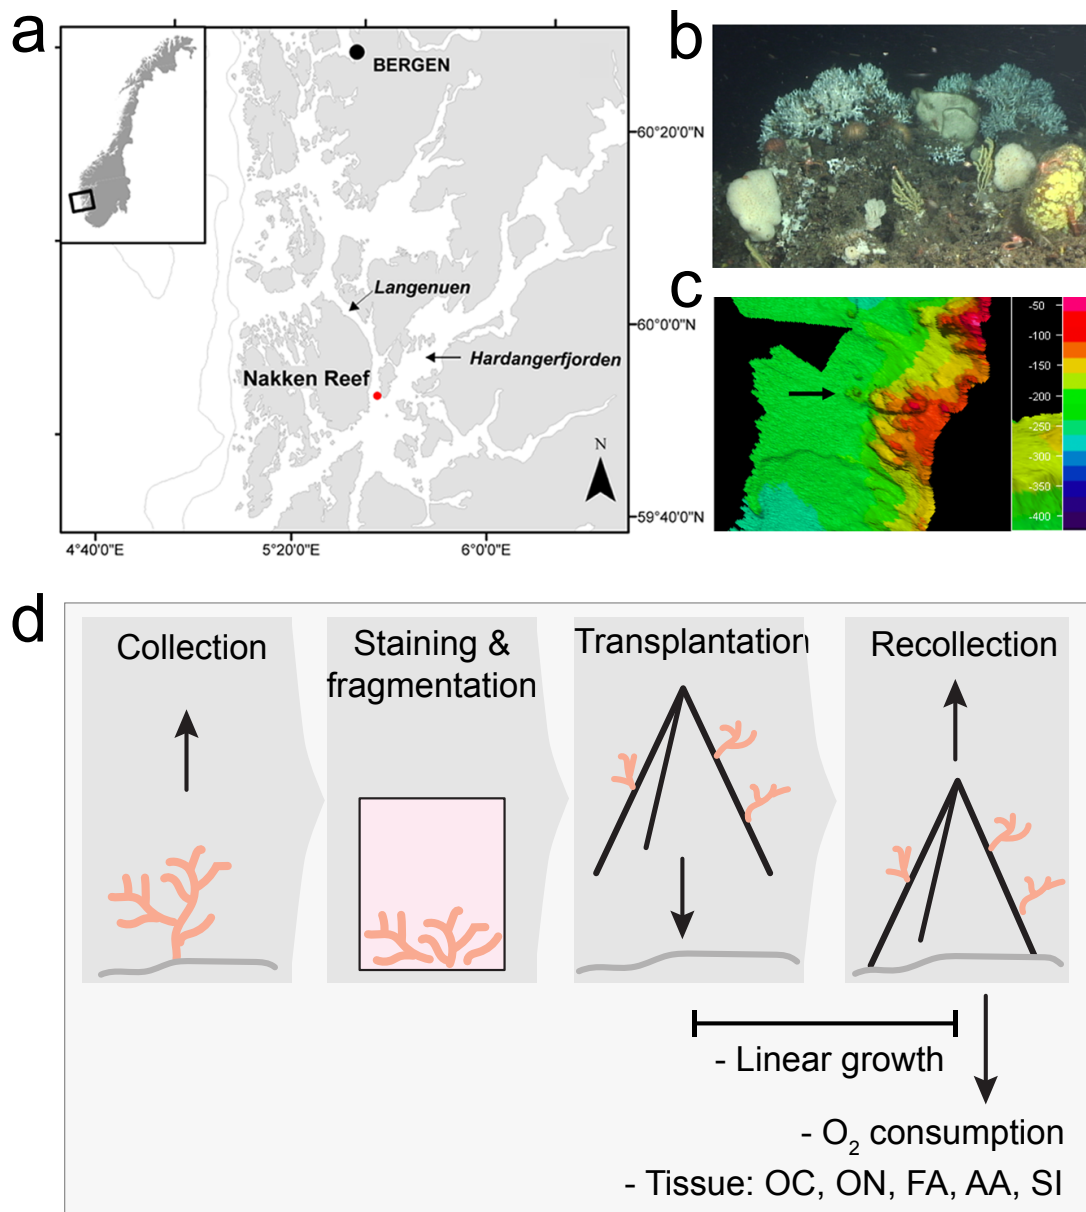 a
BERGEN
60°20'0"N
Langenuen
60°0'0"N
Hardangerfjorden
Nakken Reef
N
59°40'0"N
4°40'0"E
5°20'0"E
6°0'0"E
b
c
-50
-100
-150
-200
-250
-300
-350
-400
d
Collection
Staining &
fragmentation
Transplantation
Recollection
- Linear growth
- O₂ consumption
- Tissue: OC, ON, FA, AA, SI